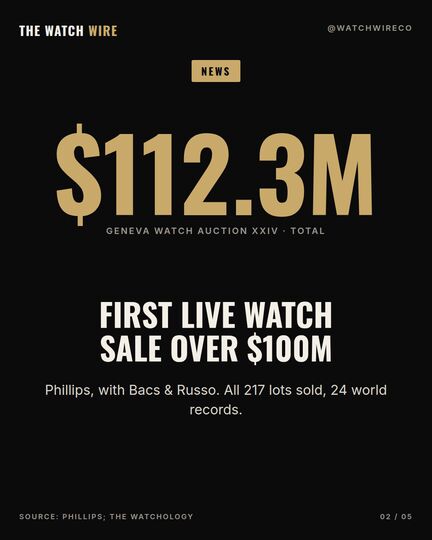 THE WATCH WIRE
@WATCHWIRECO
NEWS
$112.3M
GENEVA WATCH AUCTION XXIV · TOTAL
FIRST LIVE WATCH
SALE OVER $100M
Phillips, with Bacs & Russo. All 217 lots sold, 24 world
records.
SOURCE: PHILLIPS; THE WATCHOLOGY
02 / 05